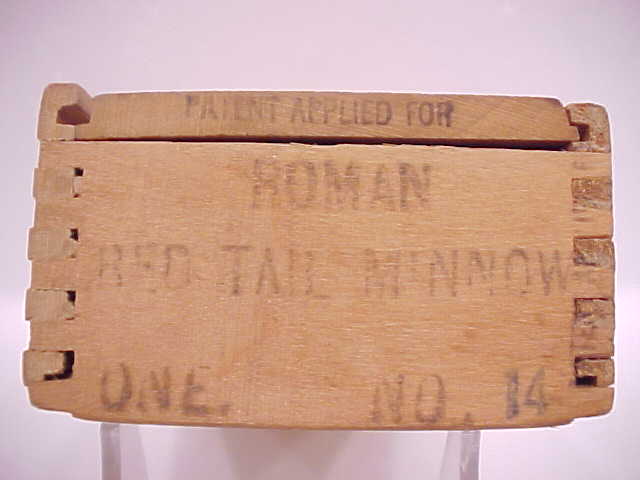 PATENT APPLIED FOR
ROMAN
RED TAIL MINNOW
ONE. NO. 14